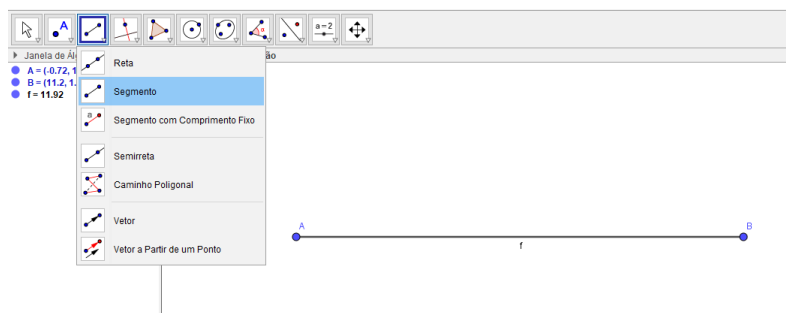 A
a
a=2
Janela de Ál
ão
A = (-0.72, 1
B = (11.2, 1.
f = 11.92
Reta
Segmento
a
Segmento com Comprimento Fixo
Semirreta
Caminho Poligonal
Vetor
Vetor a Partir de um Ponto
A
B
f